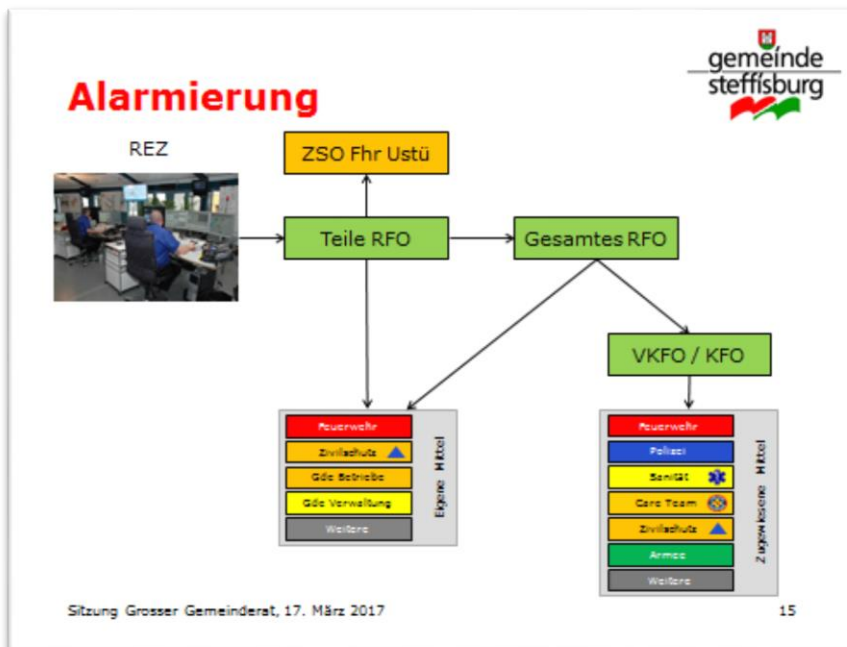 gemeinde
steffisburg
Alarmierung
REZ
ZSO Fhr Ustü
Teile RFO
Gesamtes RFO
VKFO / KFO
Feuerwehr
Zivilschutz
Gde Betriebe
Gde Verwaltung
Weitere
Eigene Mittel
Feuerwehr
Polizei
Sanität
Care Team
Zivilschutz
Armee
Weitere
Zugewiesene Mittel
Sitzung Grosser Gemeinderat, 17. März 2017
15